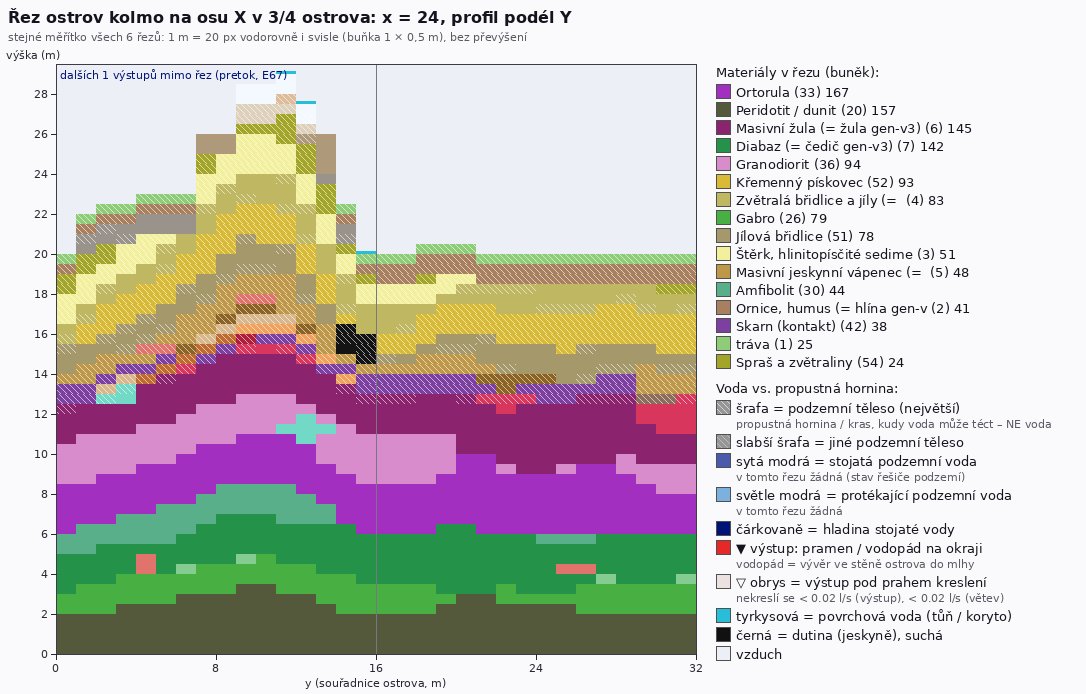 Řez ostrov kolmo na osu X v 3/4 ostrova: x = 24, profil podél Y
stejné měřítko všech 6 řezů: 1 m = 20 px vodorovně i svisle (buňka 1 × 0,5 m), bez převýšení
výška (m)
dalších 1 výstupů mimo řez (pretok, E67)
28
26
24
22
20
18
16
14
12
10
8
6
4
2
0
0
8
16
24
32
y (souřadnice ostrova, m)
Materiály v řezu (buněk):
Ortorula (33) 167
Peridotit / dunit (20) 157
Masivní žula (= žula gen-v3) (6) 145
Diabaz (= čedič gen-v3) (7) 142
Granodiorit (36) 94
Křemenný pískovec (52) 93
Zvětralá břidlice a jíly (= (4) 83
Gabro (26) 79
Jílová břidlice (51) 78
Štěrk, hlinitopísčité sedime (3) 51
Masivní jeskynní vápenec (= (5) 48
Amfibolit (30) 44
Ornice, humus (= hlína gen-v (2) 41
Skarn (kontakt) (42) 38
tráva (1) 25
Spraš a zvětraliny (54) 24
Voda vs. propustná hornina:
šrafa = podzemní těleso (největší)
propustná hornina / kras, kudy voda může téct – NE voda
slabší šrafa = jiné podzemní těleso
sytá modrá = stojatá podzemní voda
v tomto řezu žádná (stav řešiče podzemí)
světle modrá = protékající podzemní voda
v tomto řezu žádná
čárkovaně = hladina stojaté vody
▼ výstup: pramen / vodopád na okraji
vodopád = vývěr ve stěně ostrova do mlhy
▽ obrys = výstup pod prahem kreslení
nekreslí se < 0.02 l/s (výstup), < 0.02 l/s (větev)
tyrkysová = povrchová voda (tůň / koryto)
černá = dutina (jeskyně), suchá
vzduch